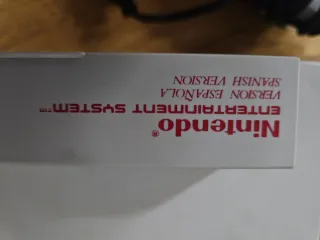 Nintendo®
ENTERTAINMENT SYSTEM™
VERSION ESPAÑOLA
SPANISH VERSION